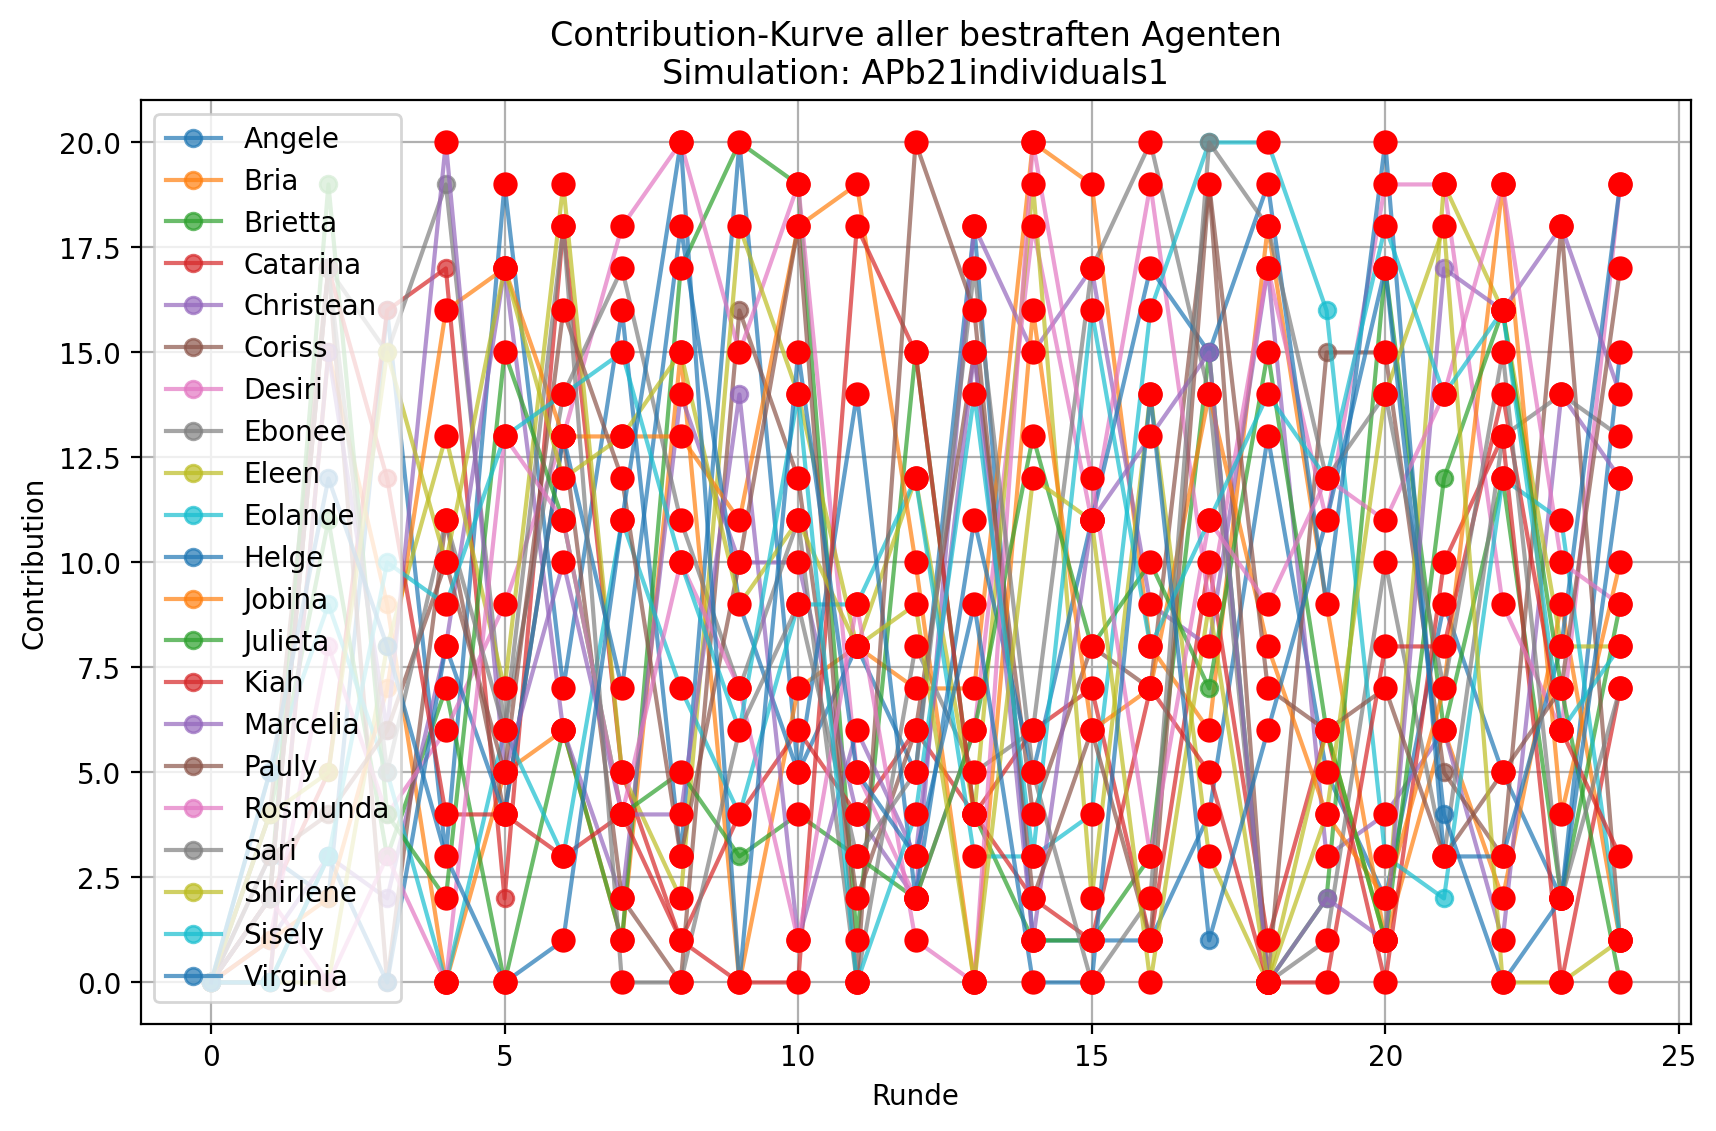 Contribution-Kurve aller bestraften Agenten
Simulation: APb21individuals1
Contribution
20.0
17.5
15.0
12.5
10.0
7.5
5.0
2.5
0.0
Angele
Bria
Brietta
Catarina
Christean
Coriss
Desiri
Ebonee
Eleen
Eolande
Helge
Jobina
Julieta
Kiah
Marcelia
Pauly
Rosmunda
Sari
Shirlene
Sisely
Virginia
0 5 10 15 20 25
Runde